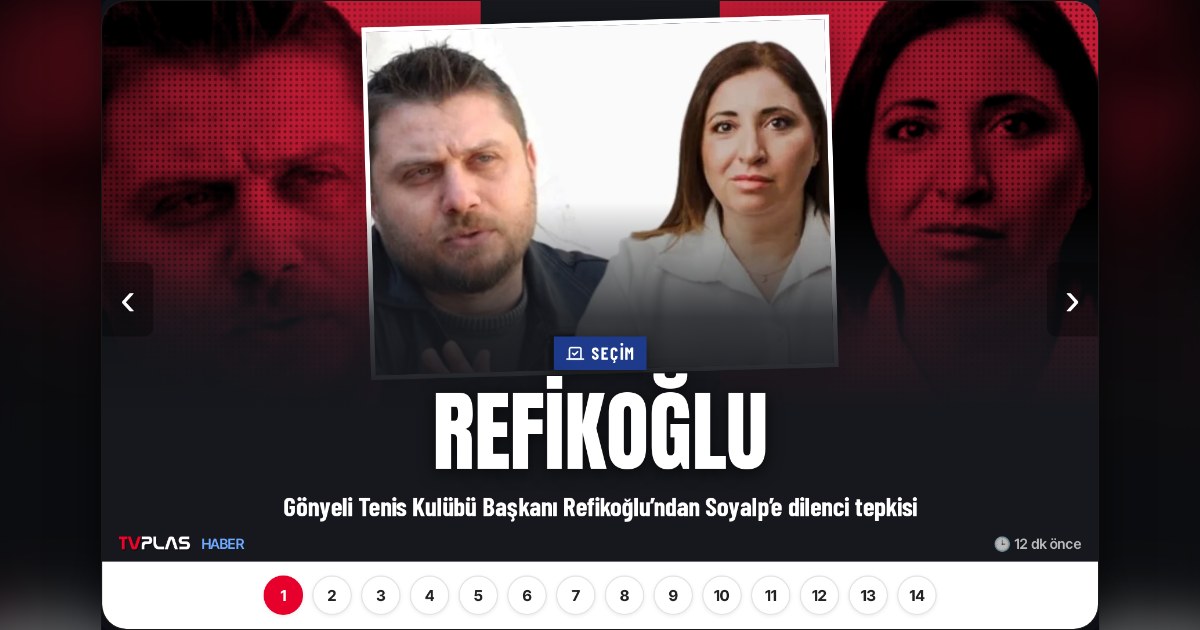 SEÇİM
REFİKOĞLU
Gönyeli Tenis Kulübü Başkanı Refikoğlu’ndan Soyalp’e dilenci tepkisi
TVPLAS HABER
12 dk önce
1 2 3 4 5 6 7 8 9 10 11 12 13 14